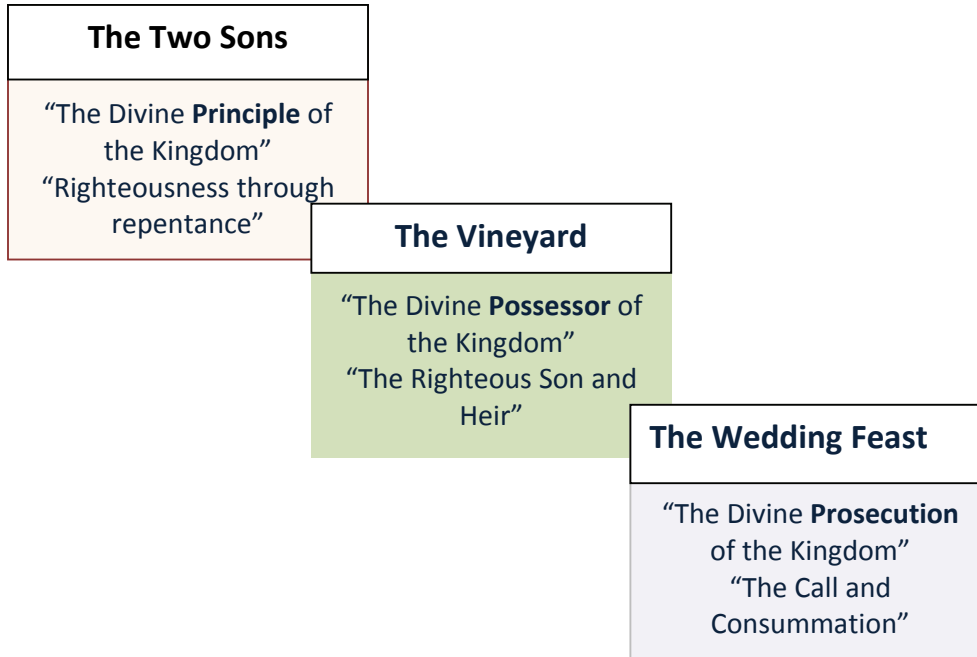 The Two Sons
“The Divine Principle of
the Kingdom”
“Righteousness through
repentance”
The Vineyard
“The Divine Possessor of
the Kingdom”
“The Righteous Son and
Heir”
The Wedding Feast
“The Divine Prosecution
of the Kingdom”
“The Call and
Consummation”